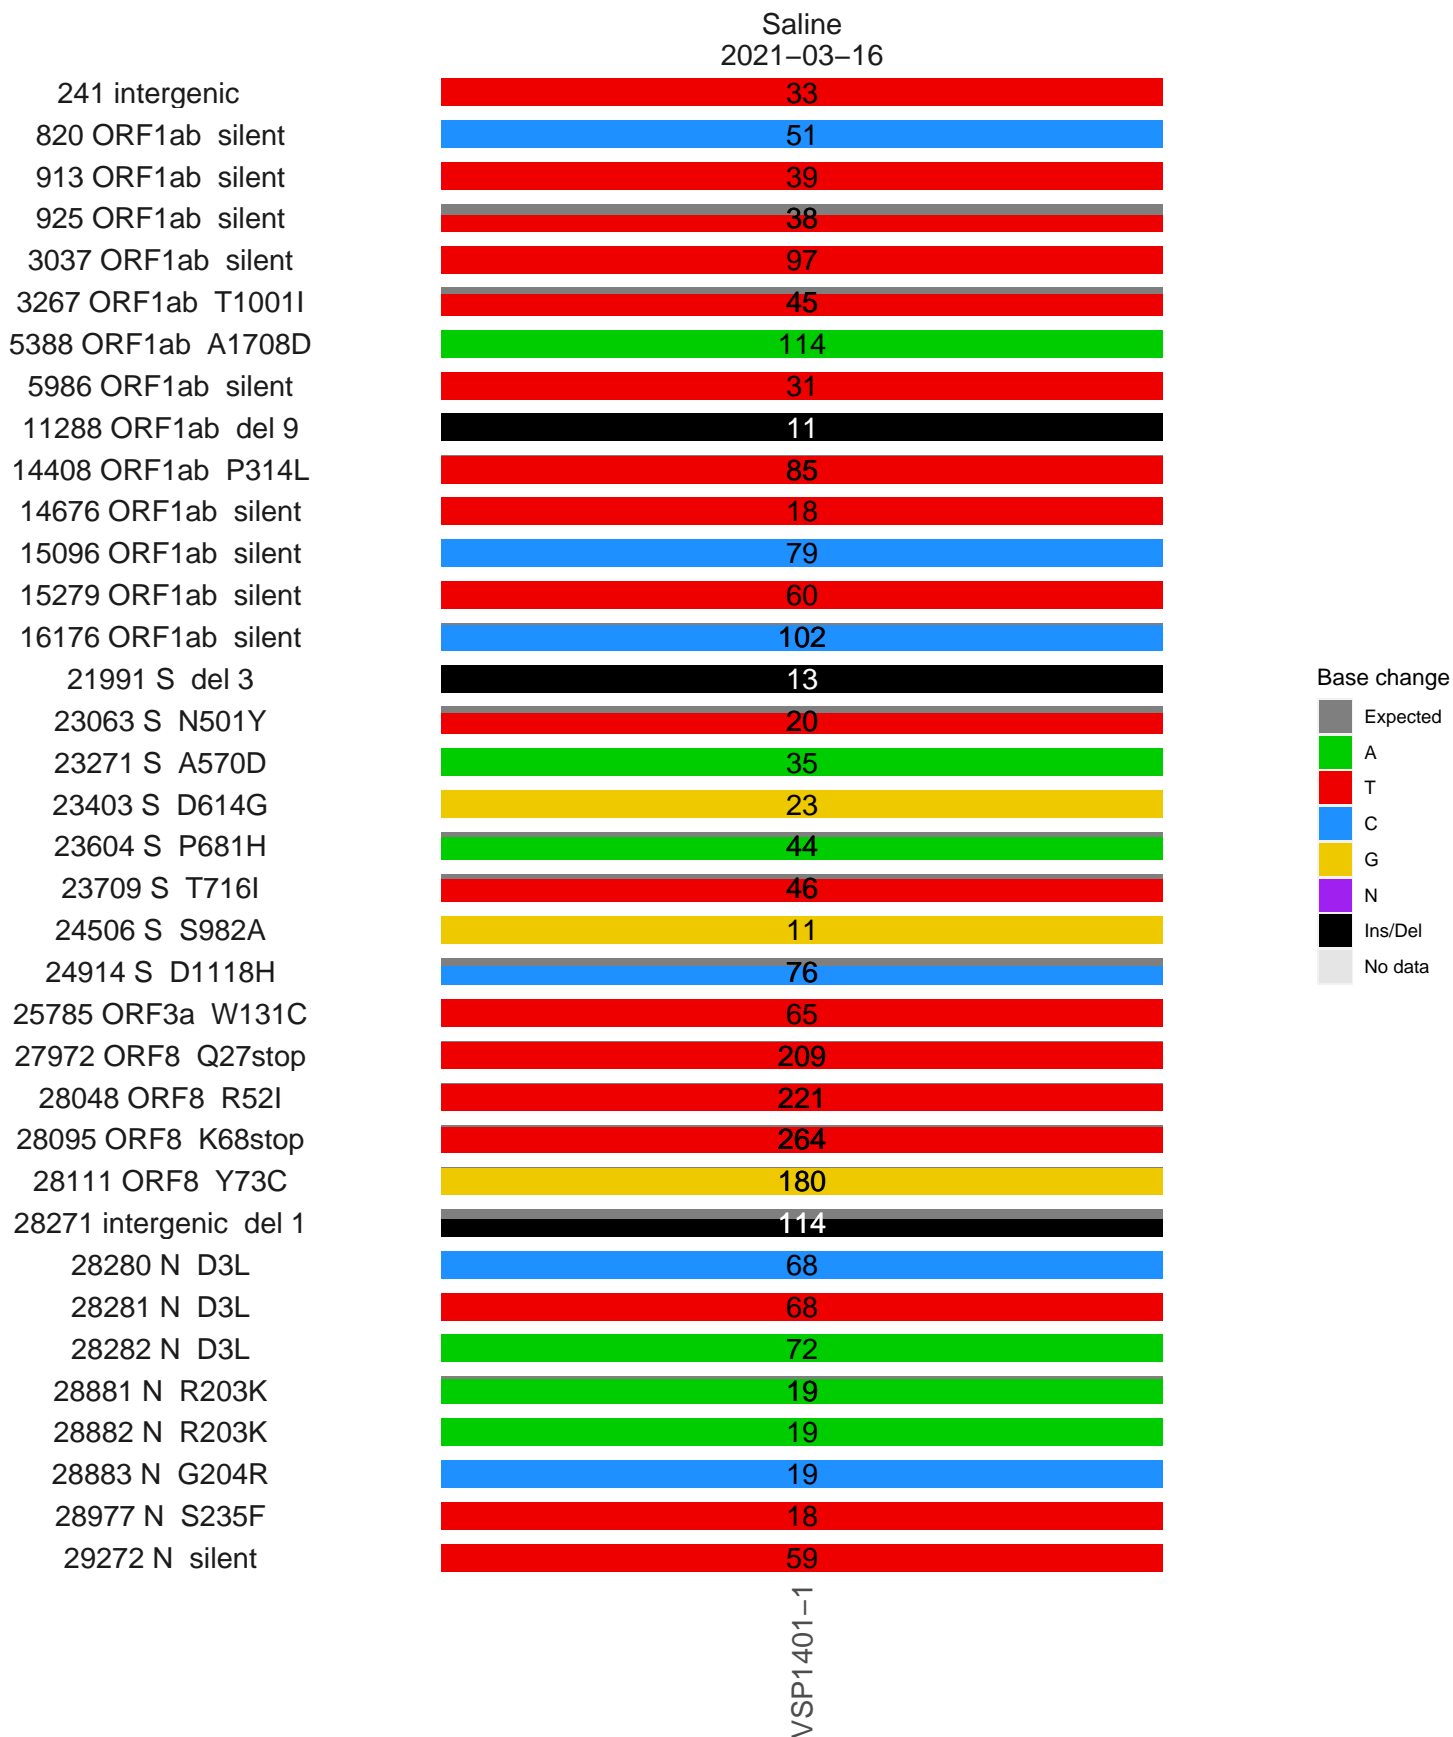 Saline
2021−03−16
241 intergenic 33
820 ORF1ab silent 51
913 ORF1ab silent 39
925 ORF1ab silent 38
3037 ORF1ab silent 97
3267 ORF1ab T1001I 45
5388 ORF1ab A1708D 114
5986 ORF1ab silent 31
11288 ORF1ab del 9 11
14408 ORF1ab P314L 85
14676 ORF1ab silent 18
15096 ORF1ab silent 79
15279 ORF1ab silent 60
16176 ORF1ab silent 102
21991 S del 3 13
23063 S N501Y 20
23271 S A570D 35
23403 S D614G 23
23604 S P681H 44
23709 S T716I 46
24506 S S982A 11
24914 S D1118H 76
25785 ORF3a W131C 65
27972 ORF8 Q27stop 209
28048 ORF8 R52I 221
28095 ORF8 K68stop 264
28111 ORF8 Y73C 180
28271 intergenic del 1 114
28280 N D3L 68
28281 N D3L 68
28282 N D3L 72
28881 N R203K 19
28882 N R203K 19
28883 N G204R 19
28977 N S235F 18
29272 N silent 59
VSP1401−1
Base change
Expected
A
T
C
G
N
Ins/Del
No data